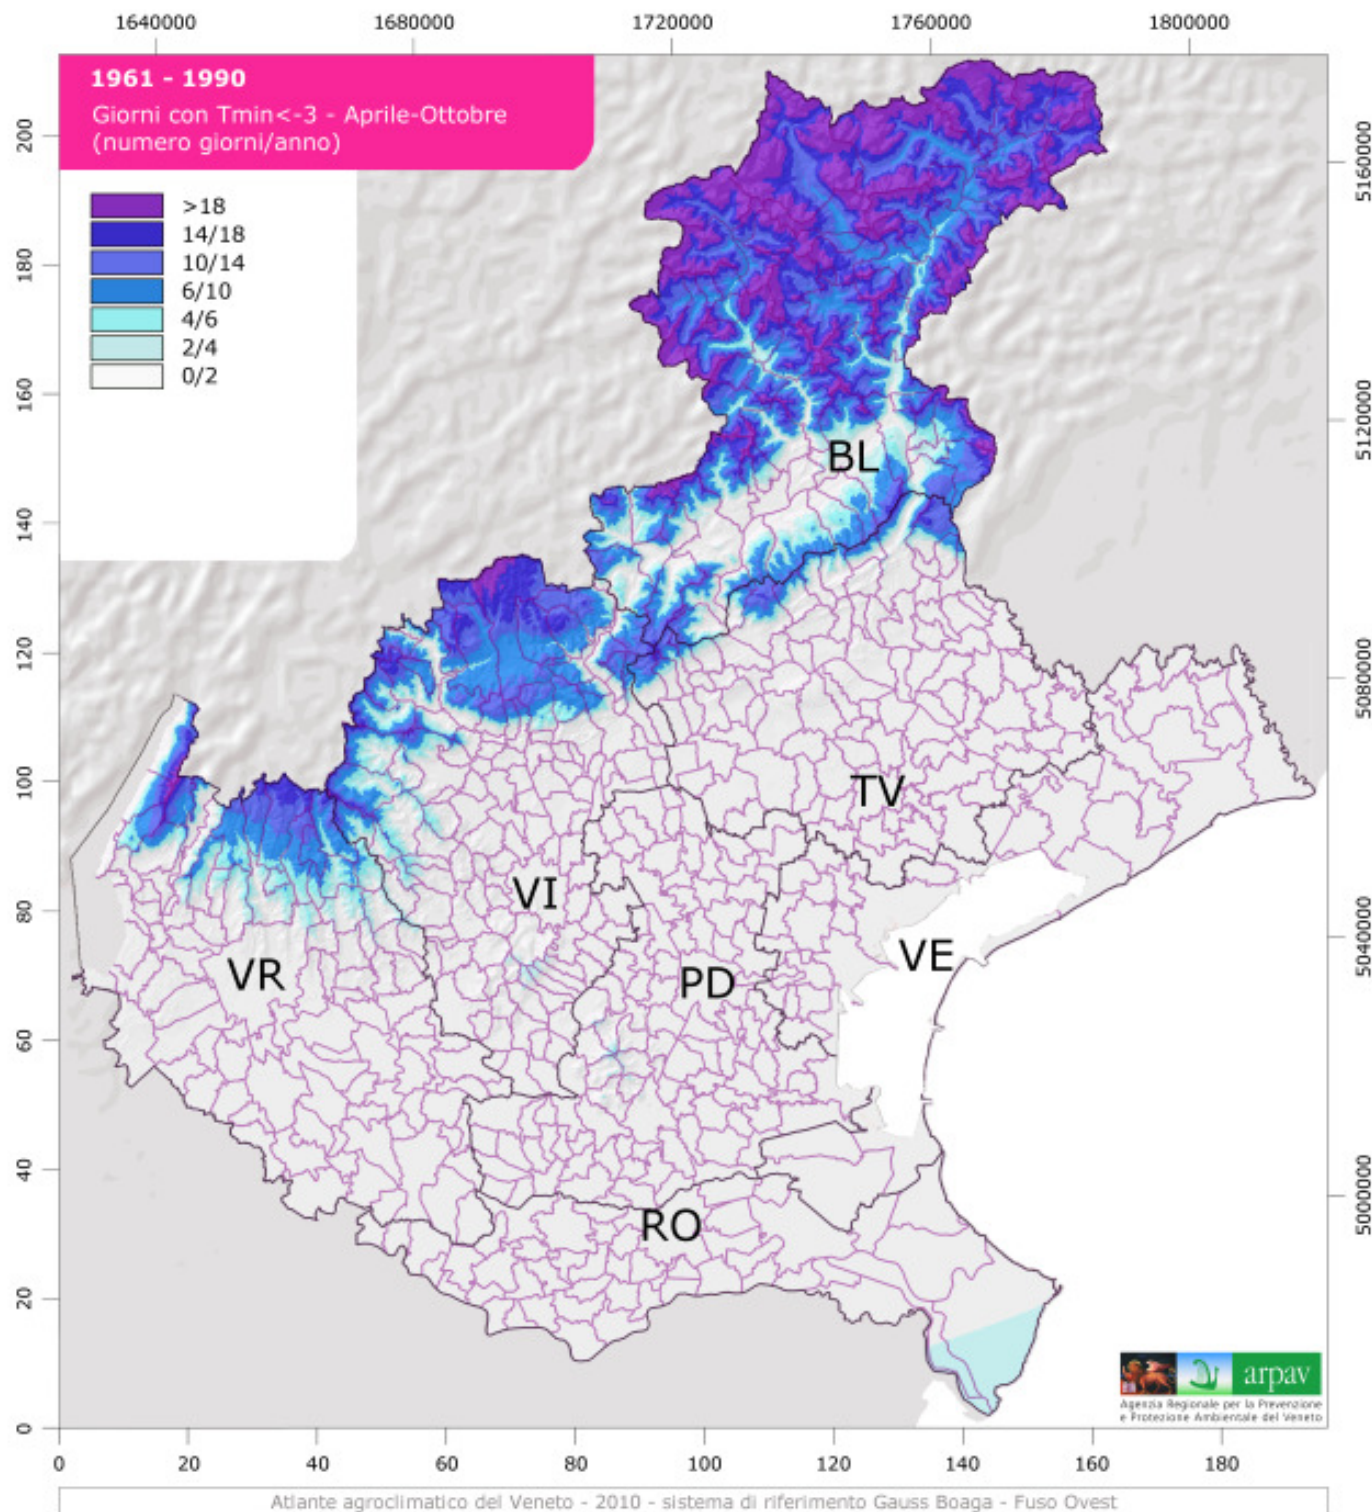 1640000 1680000 1720000 1760000 1800000
1961 - 1990
Giorni con Tmin<-3 - Aprile-Ottobre
(numero giorni/anno)
>18
14/18
10/14
6/10
4/6
2/4
0/2
200
180
160
140
120
100
80
60
40
20
0
5160000
5120000
5080000
5040000
5000000
BL
TV
VI
VE
VR
PD
RO
arpav
Agenzia Regionale per la Prevenzione
e Protezione Ambientale del Veneto
0 20 40 60 80 100 120 140 160 180
Atlante agroclimatico del Veneto - 2010 - sistema di riferimento Gauss Boaga - Fuso Ovest